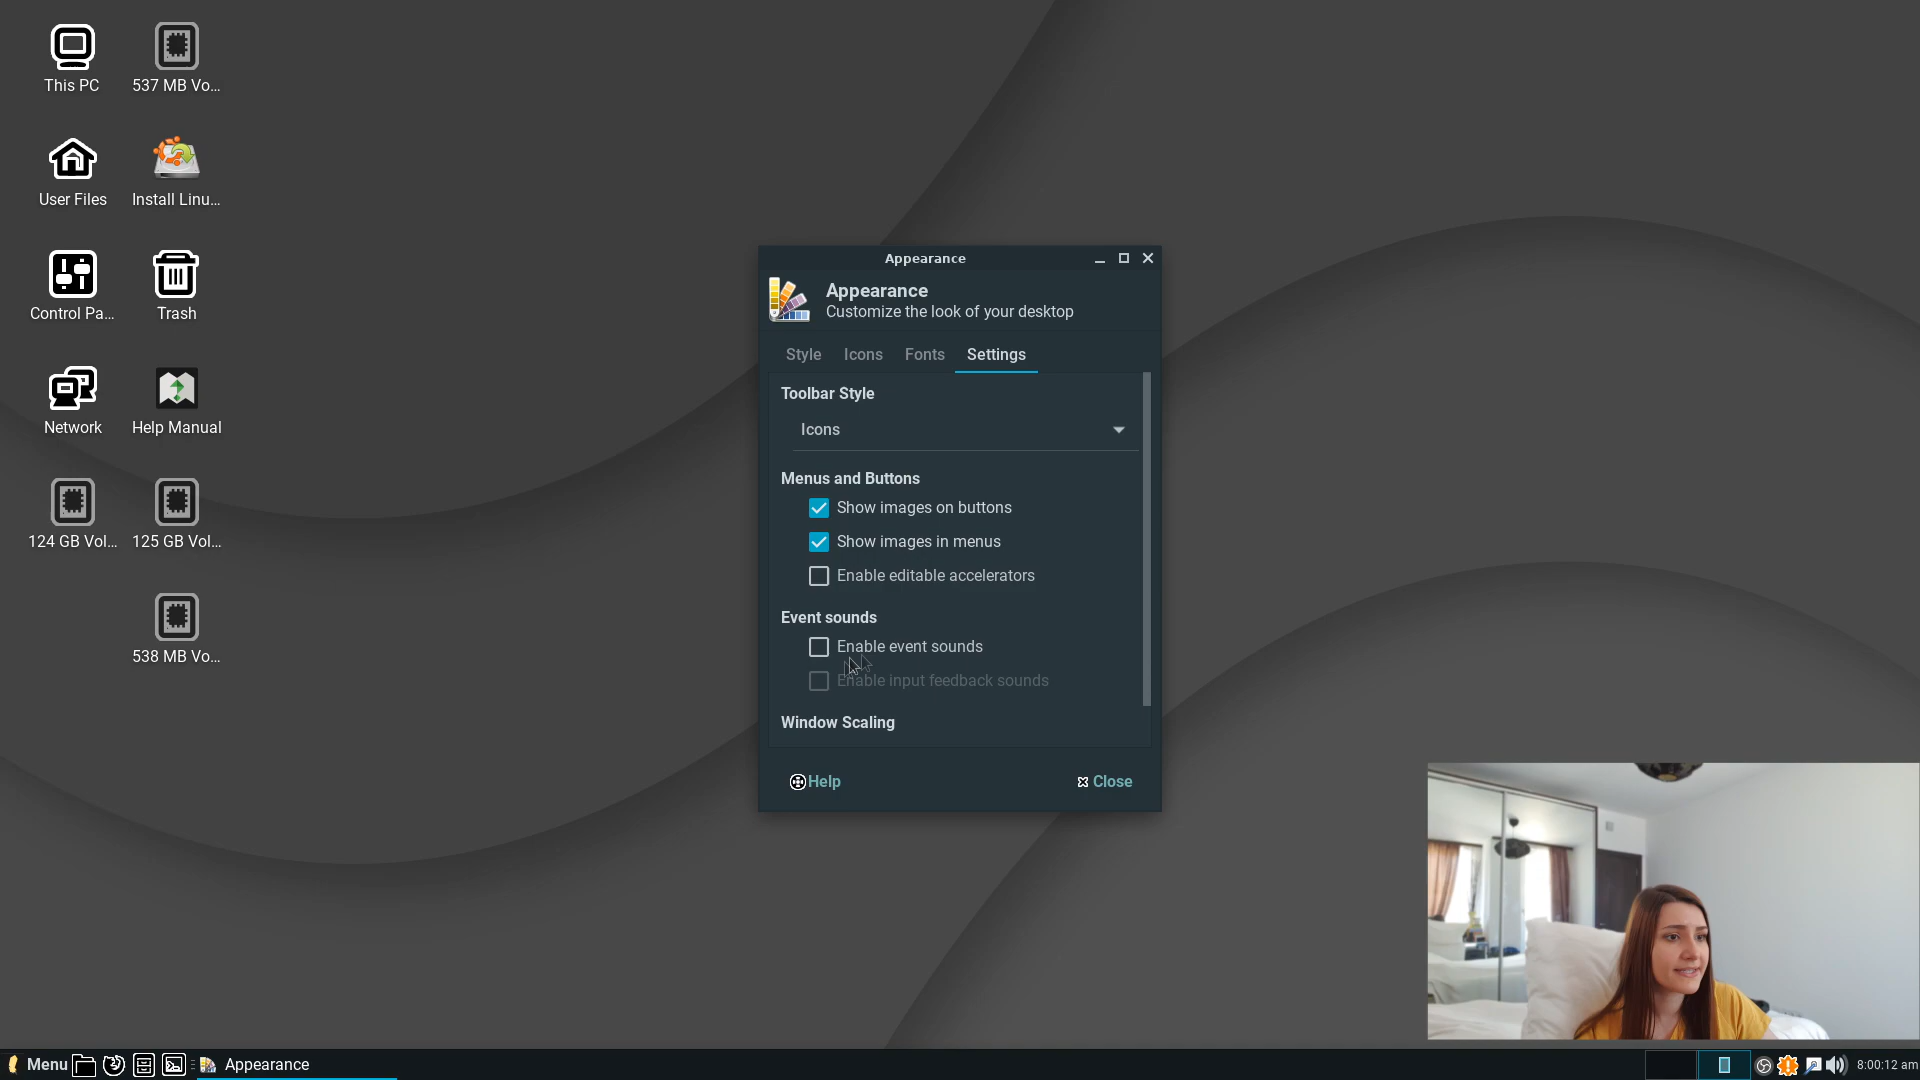 This PC
537 MB Vo...
User Files
Install Linu...
Control Pa...
Trash
Network
Help Manual
124 GB Vol...
125 GB Vol...
538 MB Vo...
Appearance
Appearance
Customize the look of your desktop
Style Icons Fonts Settings
Toolbar Style
Icons
Menus and Buttons
Show images on buttons
Show images in menus
Enable editable accelerators
Event sounds
Enable event sounds
Enable input feedback sounds
Window Scaling
Help
Close
Menu
Appearance
8:00:12 am